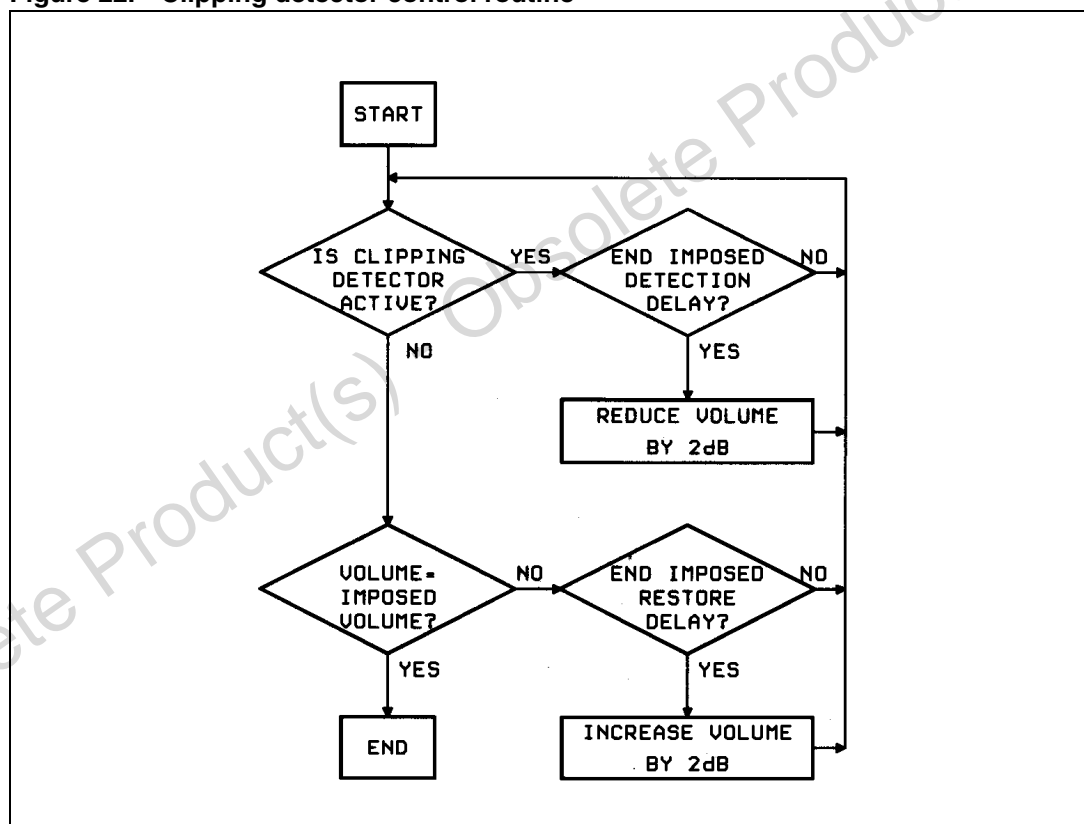 Figure 22. Clipping detector control routine
START
IS CLIPPING
DETECTOR
ACTIVE?
YES
END IMPOSED
DETECTION
DELAY?
NO
NO
YES
REDUCE VOLUME
BY 2dB
VOLUME=
IMPOSED
VOLUME?
NO
END IMPOSED
RESTORE
DELAY?
NO
YES
YES
END
INCREASE VOLUME
BY 2dB
Obsolete Product(s)
Obsolete Produc
lete Product(s)